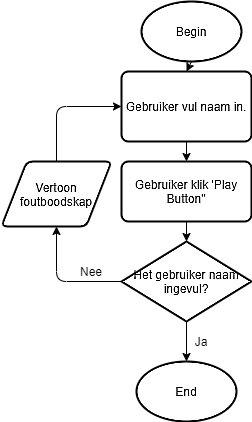 Begin
Gebruiker vul naam in.
Gebruiker klik 'Play
Button"
Vertoon
foutboodskap.
Het gebruiker naam
ingevul?
Nee
Ja
End